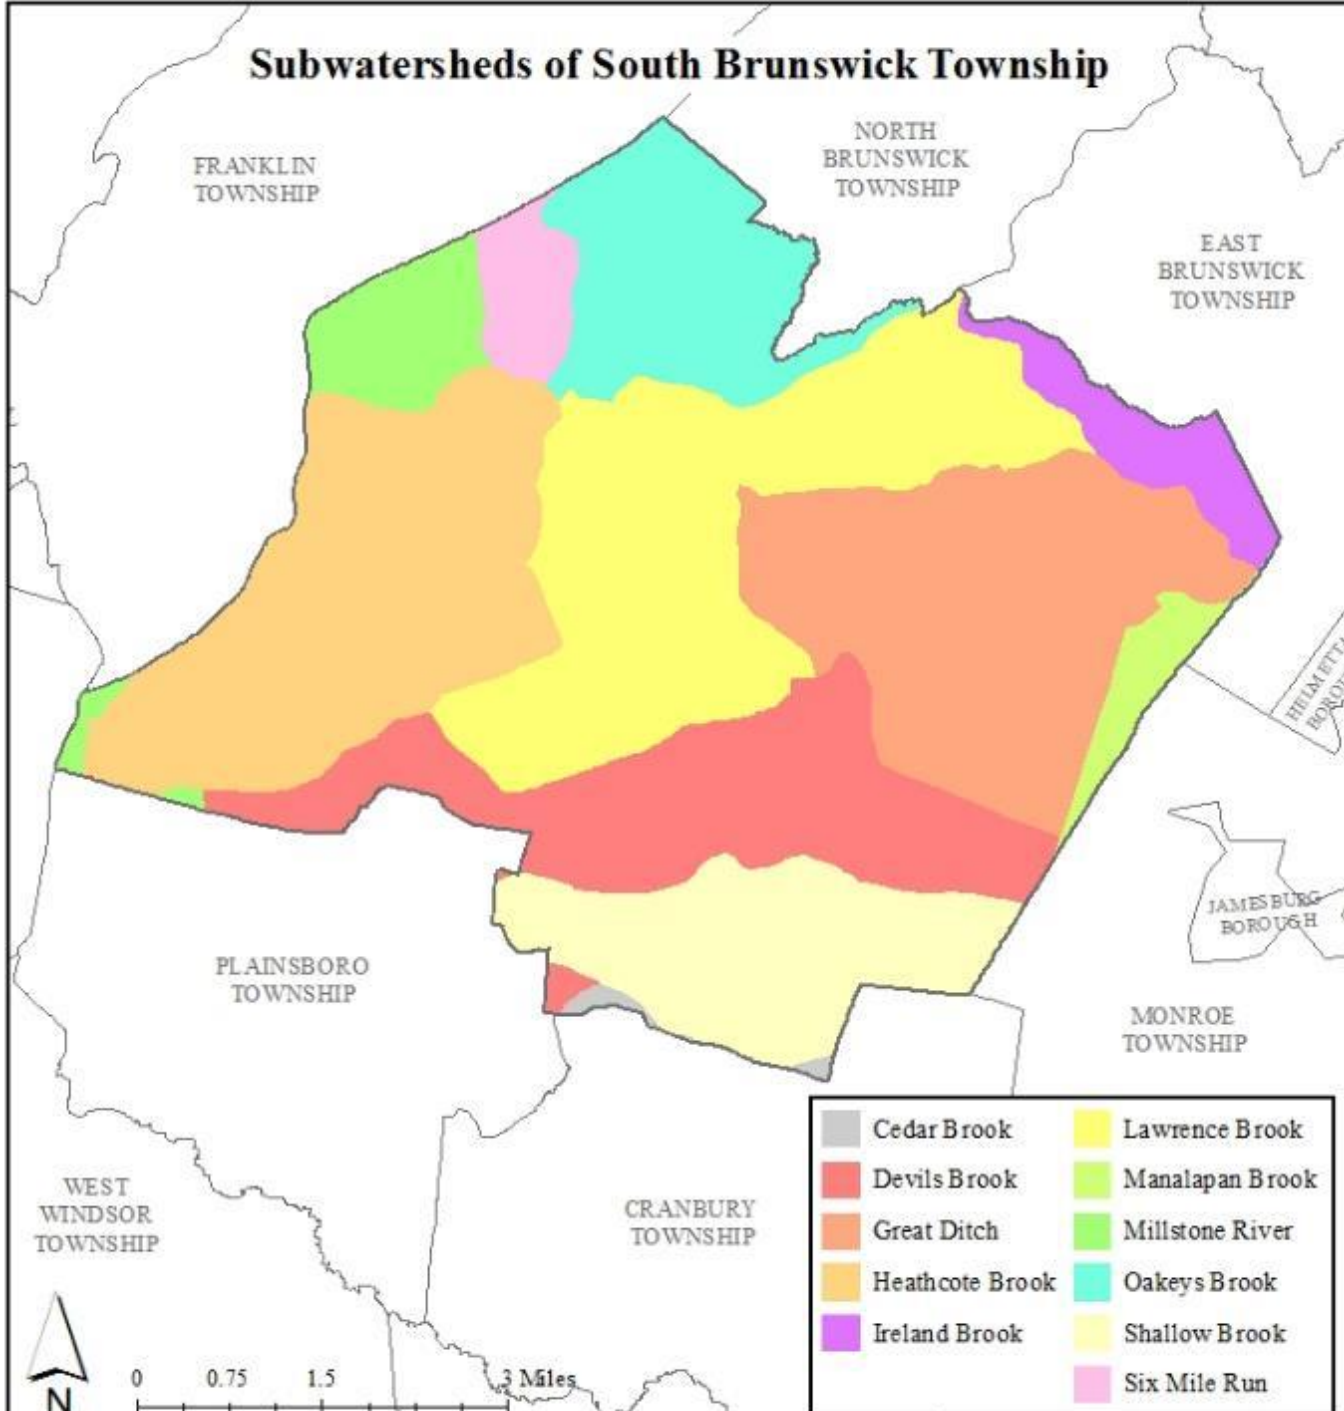 Subwatersheds of South Brunswick Township
FRANKLIN
TOWNSHIP
NORTH
BRUNSWICK
TOWNSHIP
EAST
BRUNSWICK
TOWNSHIP
HELMETTA
JAMESBURG
BOROUGH
PLAINSBORO
TOWNSHIP
MONROE
TOWNSHIP
WEST
WINDSOR
TOWNSHIP
CRANBURY
TOWNSHIP
Cedar Brook
Devils Brook
Great Ditch
Heathcote Brook
Ireland Brook
Lawrence Brook
Manalapan Brook
Millstone River
Oakeys Brook
Shallow Brook
Six Mile Run
N
0 0.75 1.5 3 Miles